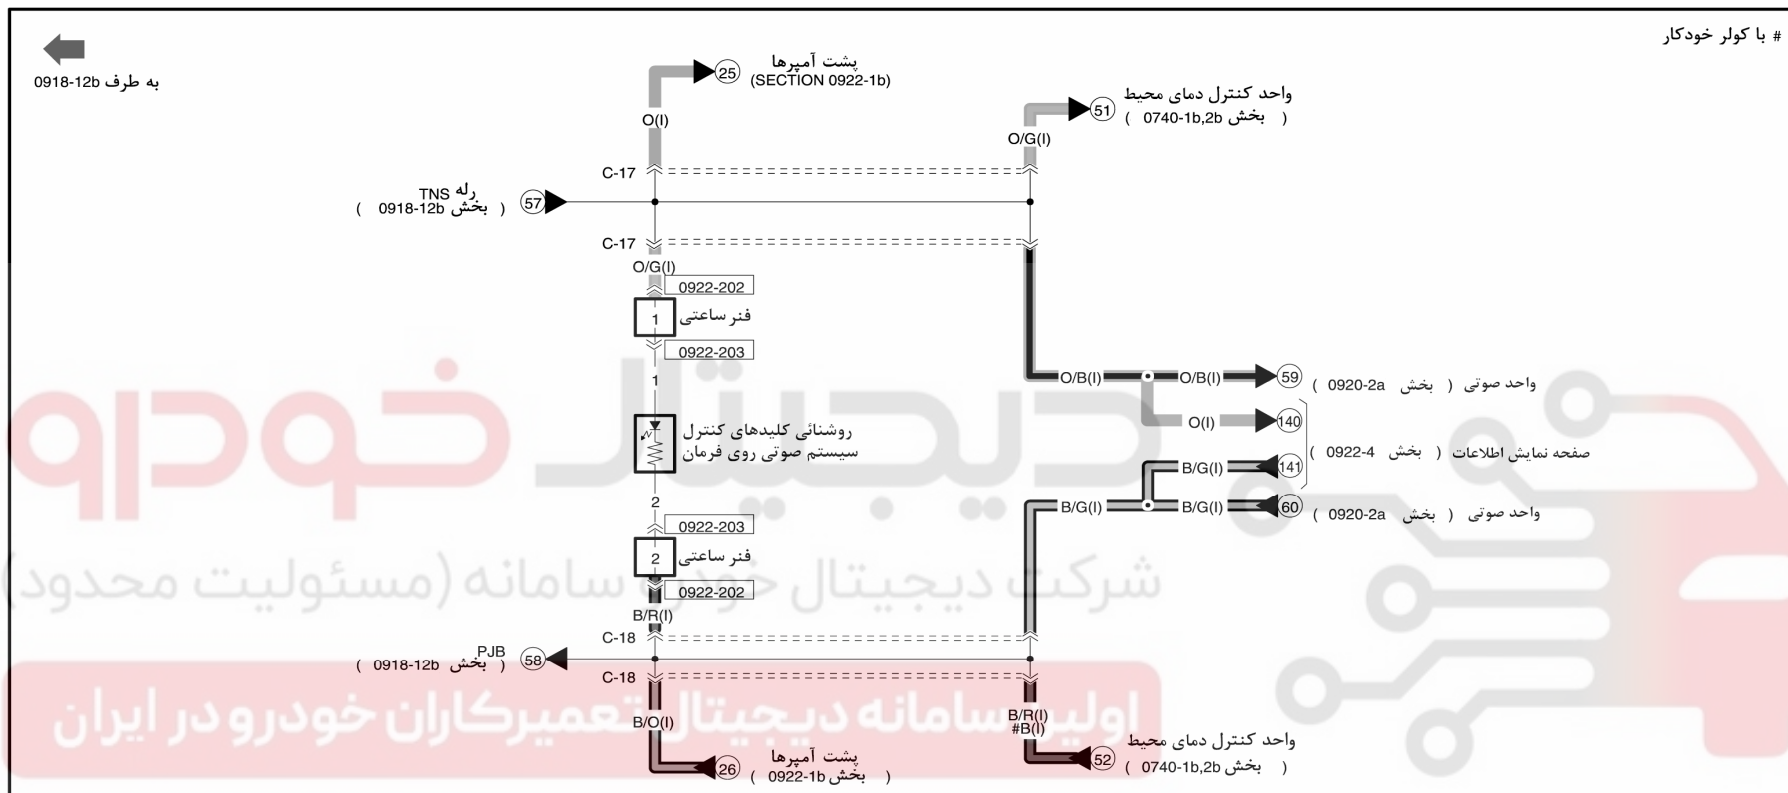 # با کولر خودکار
به طرف 0918-12b
25
پشت آمپرها
(SECTION 0922-1b)
O(I)
51
واحد کنترل دمای محیط
( بخش 0740-1b,2b )
O/G(I)
C-17
رله TNS
( بخش 0918-12b )
57
C-17
O/G(I)
0922-202
1
فنر ساعتی
0922-203
1
O/B(I)
O/B(I)
59
واحد صوتی ( بخش 0920-2a )
O(I)
140
روشنائی کلیدهای کنترل
سیستم صوتی روی فرمان
صفحه نمایش اطلاعات ( بخش 0922-4 )
B/G(I)
141
2
B/G(I)
B/G(I)
60
واحد صوتی ( بخش 0920-2a )
0922-203
2
فنر ساعتی
0922-202
B/R(I)
C-18
PJB
( بخش 0918-12b )
58
C-18
B/O(I)
B/R(I)
#B(I)
26
پشت آمپرها
( بخش 0922-1b )
52
واحد کنترل دمای محیط
( بخش 0740-1b,2b )
دیجیتال خودرو
شرکت دیجیتال خودرو سامانه (مسئولیت محدود)
اولین سامانه دیجیتال تعمیرکاران خودرو در ایران